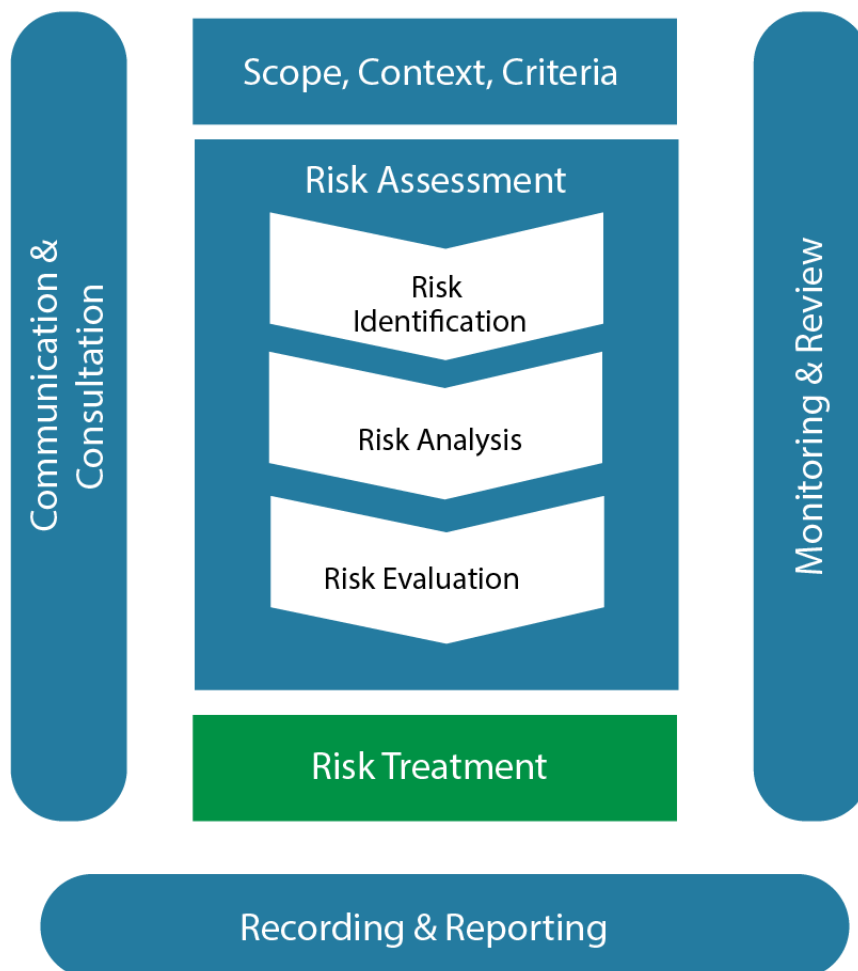 Scope, Context, Criteria
Risk Assessment
Risk
Identification
Risk Analysis
Risk Evaluation
Risk Treatment
Communication &
Consultation
Monitoring & Review
Recording & Reporting